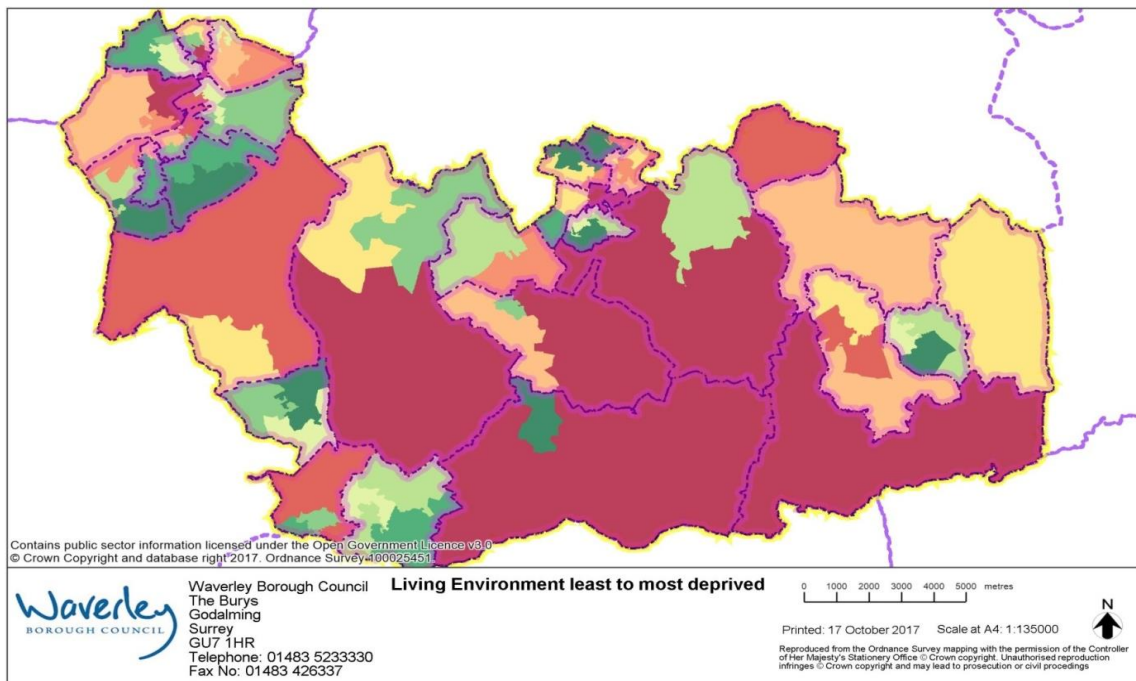 Contains public sector information licensed under the Open Government Licence v3.0
© Crown Copyright and database right 2017. Ordnance Survey 100025451
Waverley
BOROUGH COUNCIL
Waverley Borough Council
The Burys
Godalming
Surrey
GU7 1HR
Telephone: 01483 5233330
Fax No: 01483 426337
Living Environment least to most deprived
0 1000 2000 3000 4000 5000 metres
Printed: 17 October 2017 Scale at A4: 1:135000
N
Reproduced from the Ordnance Survey mapping with the permission of the Controller
of Her Majesty's Stationery Office © Crown copyright. Unauthorised reproduction
infringes © Crown copyright and may lead to prosecution or civil procedings